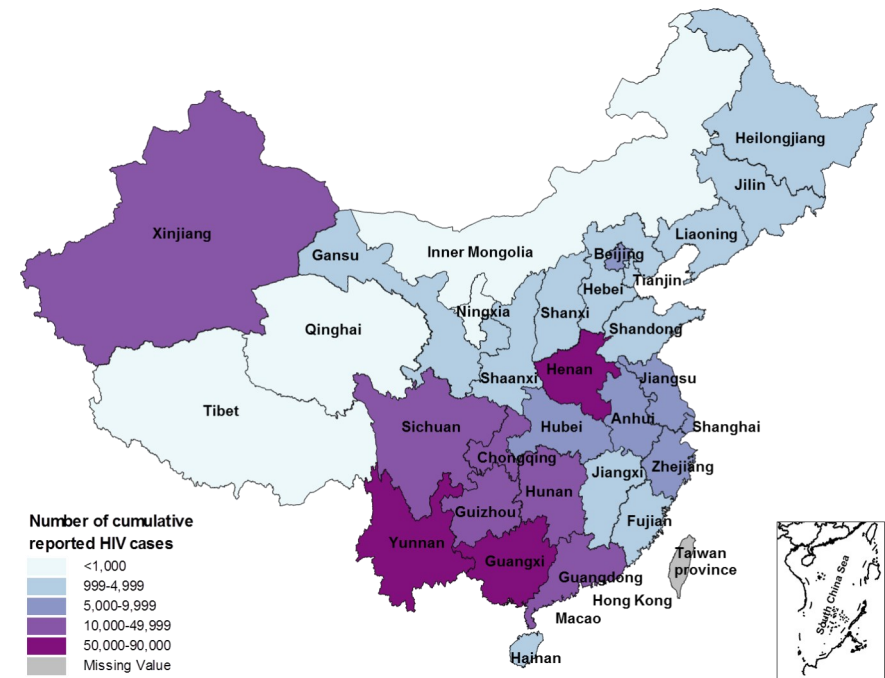 Heilongjiang
Jilin
Xinjiang
Liaoning
Gansu
Inner Mongolia
Beijing
Tianjin
Hebei
Ningxia
Shanxi
Qinghai
Shandong
Henan
Shaanxi
Jiangsu
Tibet
Sichuan
Hubei
Anhui
Shanghai
Chongqing
Zhejiang
Jiangxi
Hunan
Guizhou
Fujian
Yunnan
Guangxi
Taiwan
province
Guangdong
Hong Kong
Macao
Hainan
South China Sea
Number of cumulative
reported HIV cases
<1,000
999-4,999
5,000-9,999
10,000-49,999
50,000-90,000
Missing Value